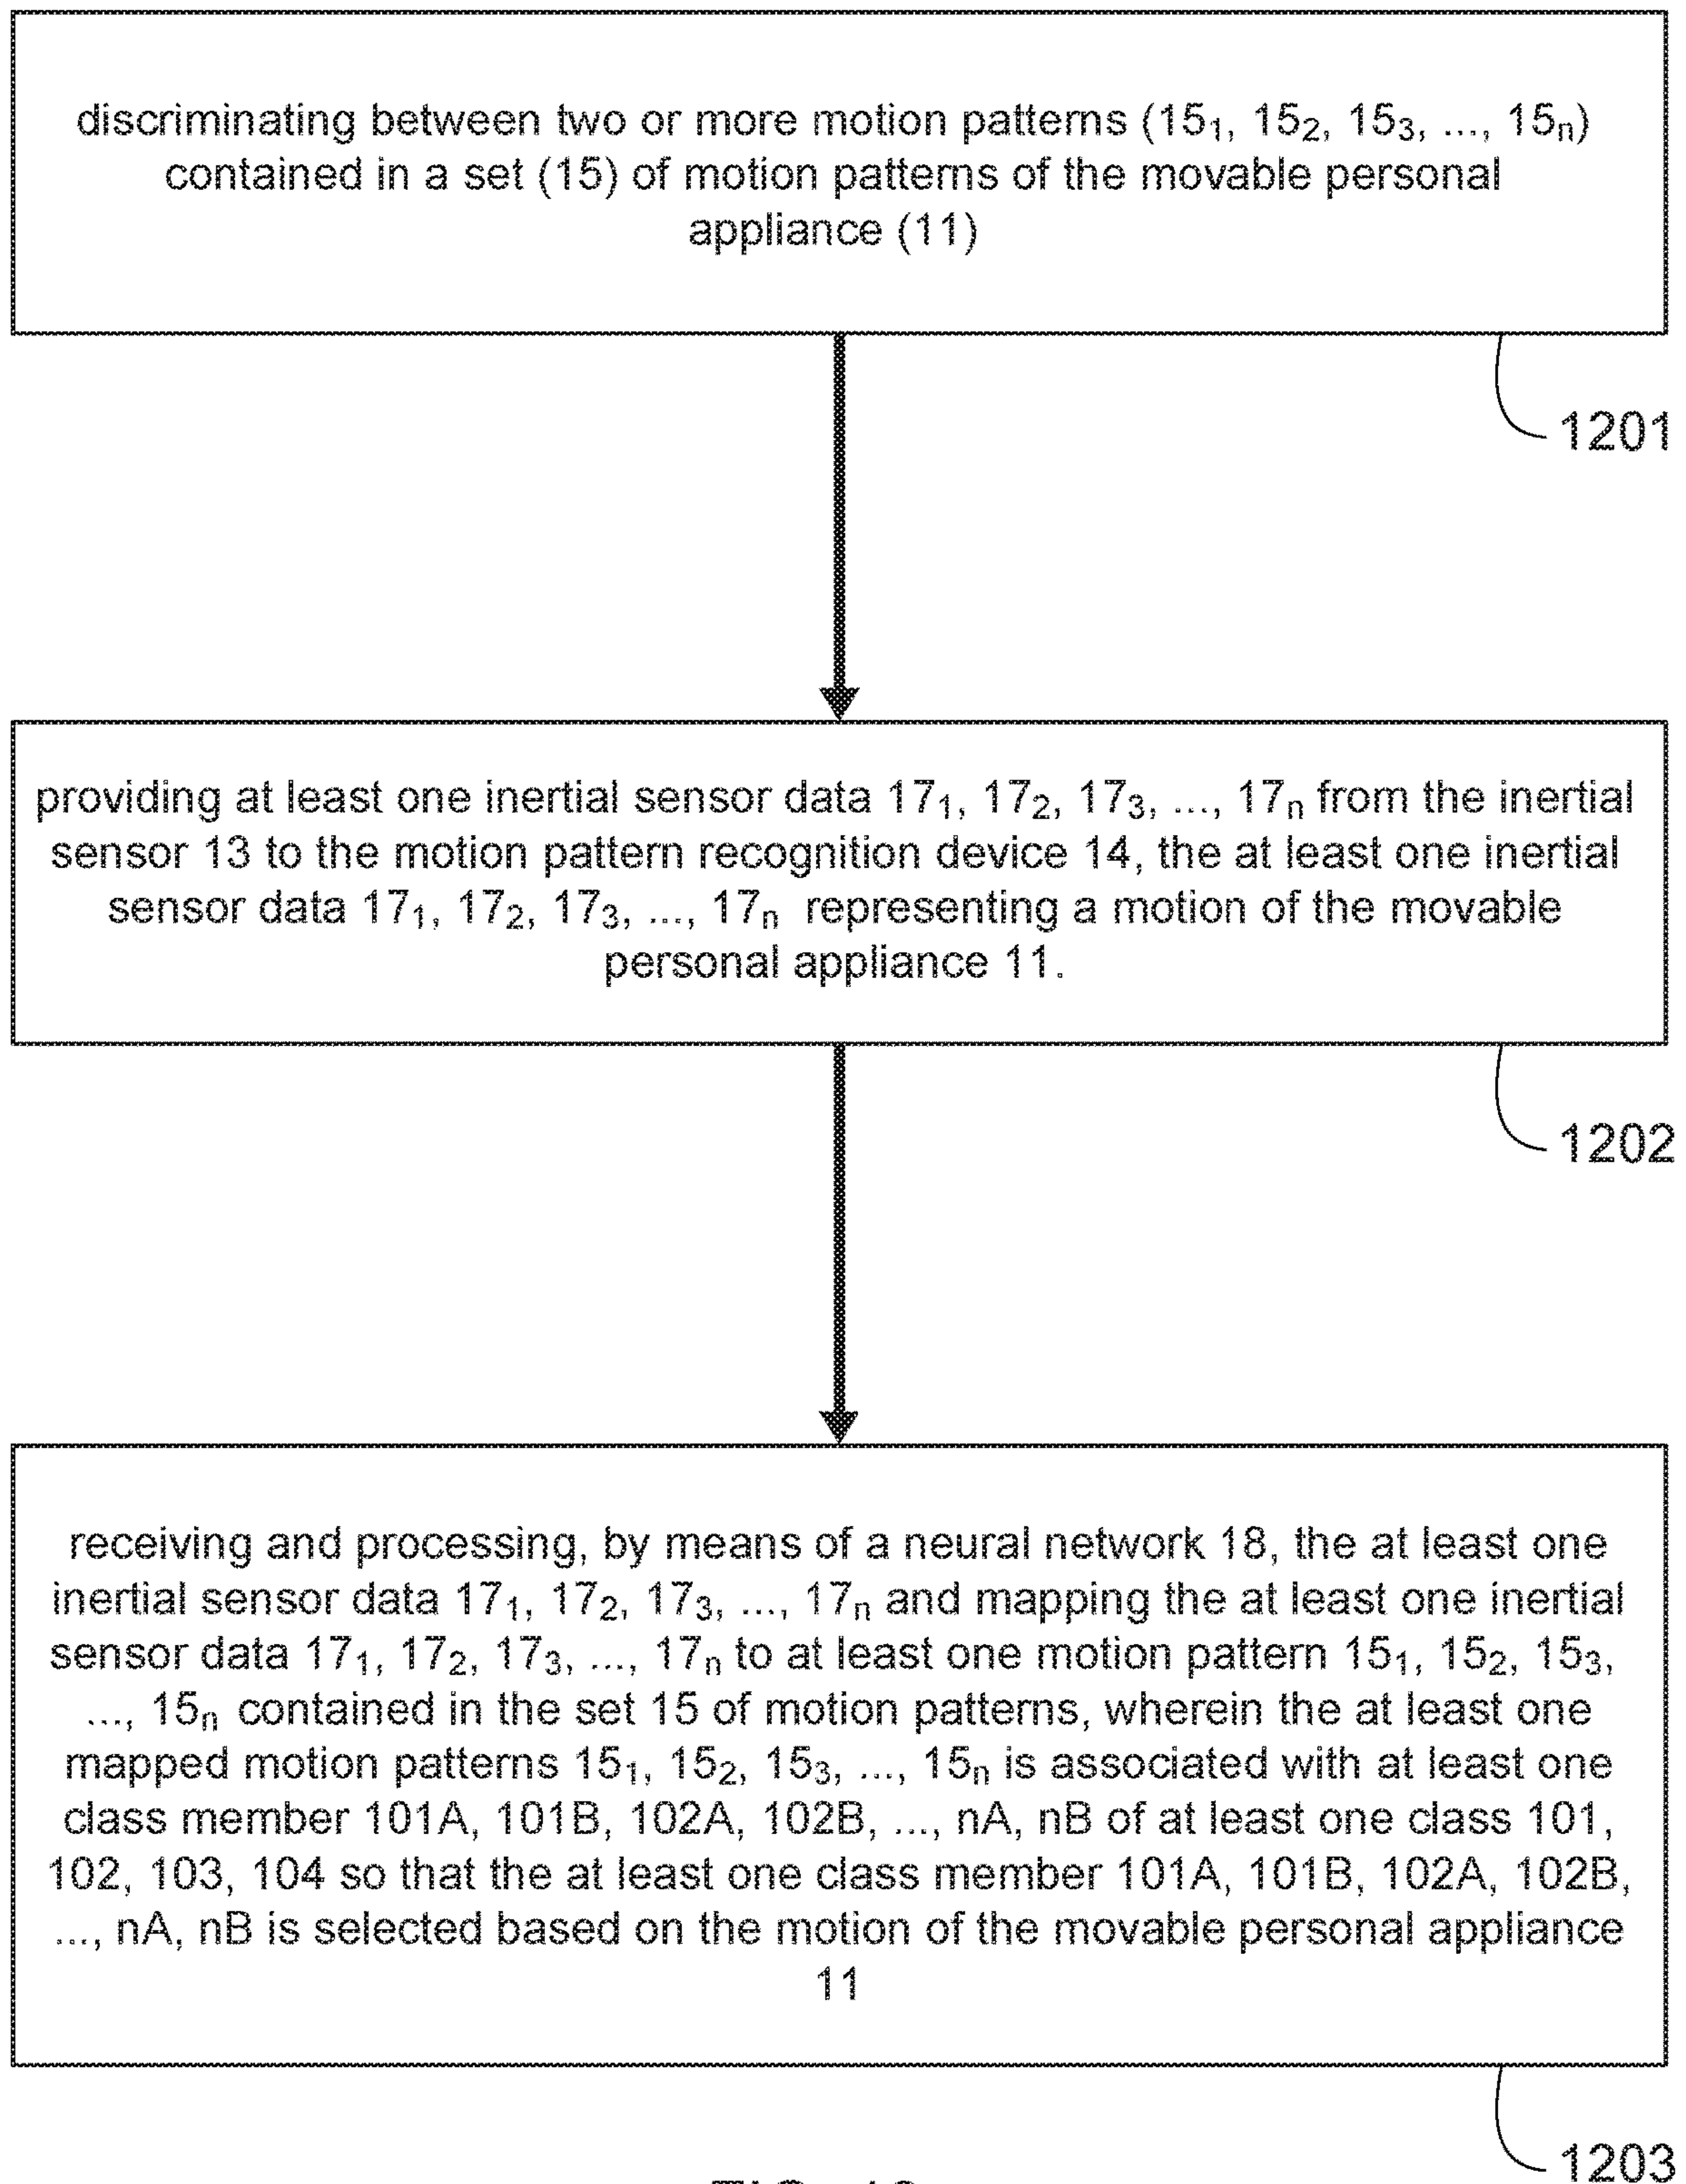 discriminating between two or more motion patterns (15₁, 15₂, 15₃, ..., 15ₙ)
contained in a set (15) of motion patterns of the movable personal
appliance (11)
1201
providing at least one inertial sensor data 17₁, 17₂, 17₃, ..., 17ₙ from the inertial
sensor 13 to the motion pattern recognition device 14, the at least one inertial
sensor data 17₁, 17₂, 17₃, ..., 17ₙ representing a motion of the movable
personal appliance 11.
1202
receiving and processing, by means of a neural network 18, the at least one
inertial sensor data 17₁, 17₂, 17₃, ..., 17ₙ and mapping the at least one inertial
sensor data 17₁, 17₂, 17₃, ..., 17ₙ to at least one motion pattern 15₁, 15₂, 15₃,
..., 15ₙ contained in the set 15 of motion patterns, wherein the at least one
mapped motion patterns 15₁, 15₂, 15₃, ..., 15ₙ is associated with at least one
class member 101A, 101B, 102A, 102B, ..., nA, nB of at least one class 101,
102, 103, 104 so that the at least one class member 101A, 101B, 102A, 102B,
..., nA, nB is selected based on the motion of the movable personal appliance
11
1203